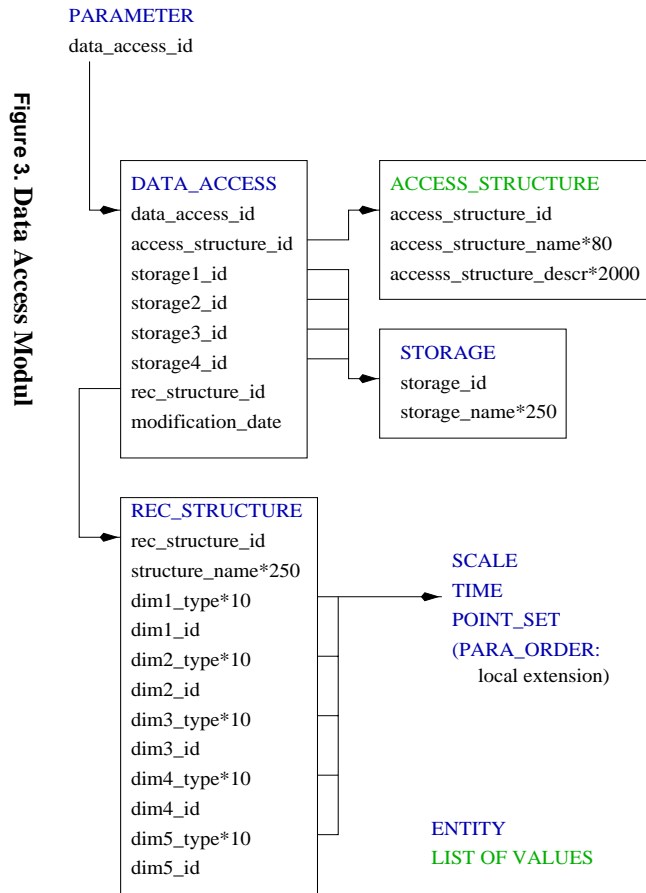 PARAMETER
data_access_id
Figure 3. Data Access Modul
DATA_ACCESS
data_access_id
access_structure_id
storage1_id
storage2_id
storage3_id
storage4_id
rec_structure_id
modification_date
ACCESS_STRUCTURE
access_structure_id
access_structure_name*80
accesss_structure_descr*2000
STORAGE
storage_id
storage_name*250
REC_STRUCTURE
rec_structure_id
structure_name*250
dim1_type*10
dim1_id
dim2_type*10
dim2_id
dim3_type*10
dim3_id
dim4_type*10
dim4_id
dim5_type*10
dim5_id
SCALE
TIME
POINT_SET
(PARA_ORDER:
local extension)
ENTITY
LIST OF VALUES